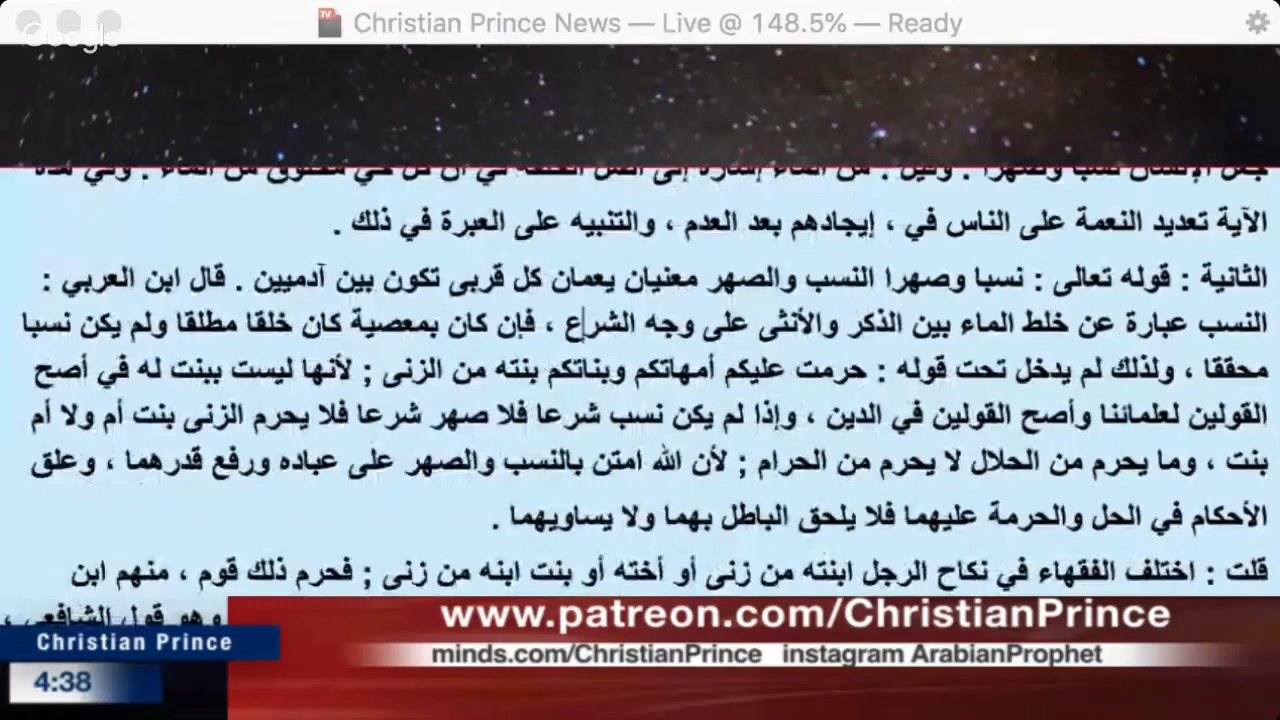 Christian Prince News — Live @ 148.5% — Ready
Google
الآية تعديد النعمة على الناس في ، إيجادهم بعد العدم ، والتنبيه على العبرة في ذلك .
الثانية : قوله تعالى : نسبا وصهرا النسب والصهر معنيان يعمان كل قربى تكون بين آدميين . قال ابن العربي :
النسب عبارة عن خلط الماء بين الذكر والأنثى على وجه الشرع ، فإن كان بمعصية كان خلقا مطلقا ولم يكن نسبا
محققا ، ولذلك لم يدخل تحت قوله : حرمت عليكم أمهاتكم وبناتكم بنته من الزنى ; لأنها ليست ببنت له في أصح
القولين لعلمائنا وأصح القولين في الدين ، وإذا لم يكن نسب شرعا فلا صهر شرعا فلا يحرم الزنى بنت أم ولا أم
بنت ، وما يحرم من الحلال لا يحرم من الحرام ; لأن الله امتن بالنسب والصهر على عباده ورفع قدرهما ، وعلق
الأحكام في الحل والحرمة عليهما فلا يلحق الباطل بهما ولا يساويهما .
قلت : اختلف الفقهاء في نكاح الرجل ابنته من زنى أو أخته أو بنت ابنه من زنى ; فحرم ذلك قوم ، منهم ابن
وهو قول الشافعي ،
www.patreon.com/ChristianPrince
Christian Prince
minds.com/ChristianPrince instagram ArabianProphet
4:38